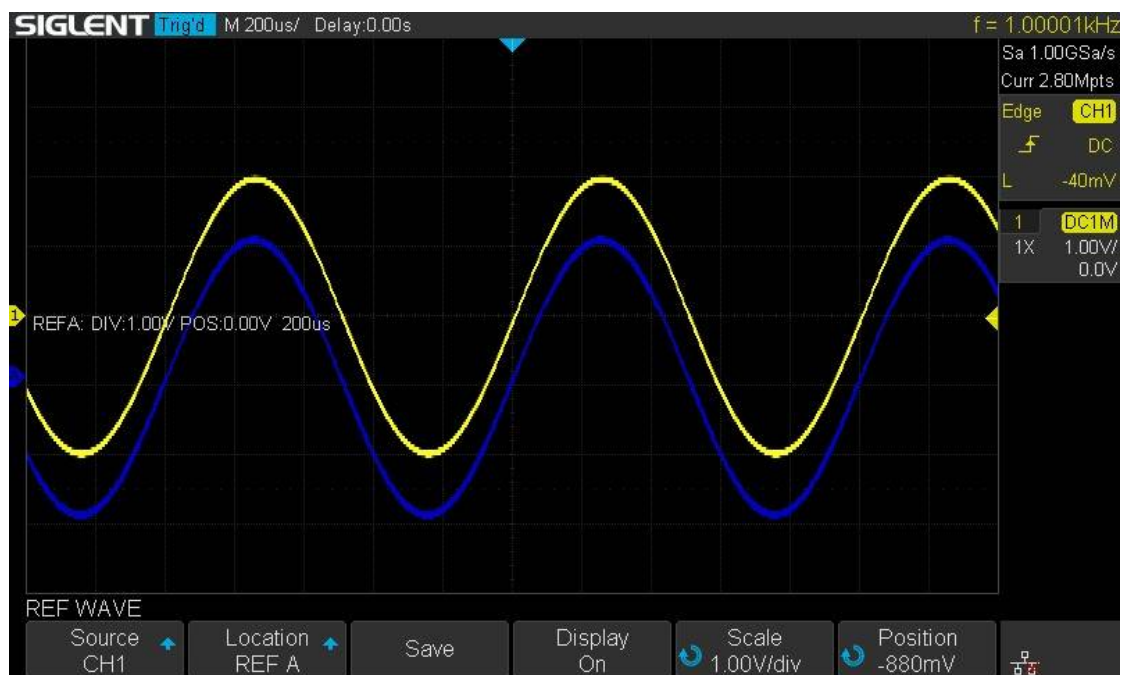 SIGLENT Trig'd M 200us/ Delay:0.00s f = 1.00001kHz
Sa 1.00GSa/s
Curr 2.80Mpts
Edge CH1
DC
L -40mV
1 DC1M
1X 1.00V/
0.0V
1
REFA: DIV:1.00V POS:0.00V 200us
REF WAVE
Source
CH1
Location
REF A
Save
Display
On
Scale
1.00V/div
Position
-880mV